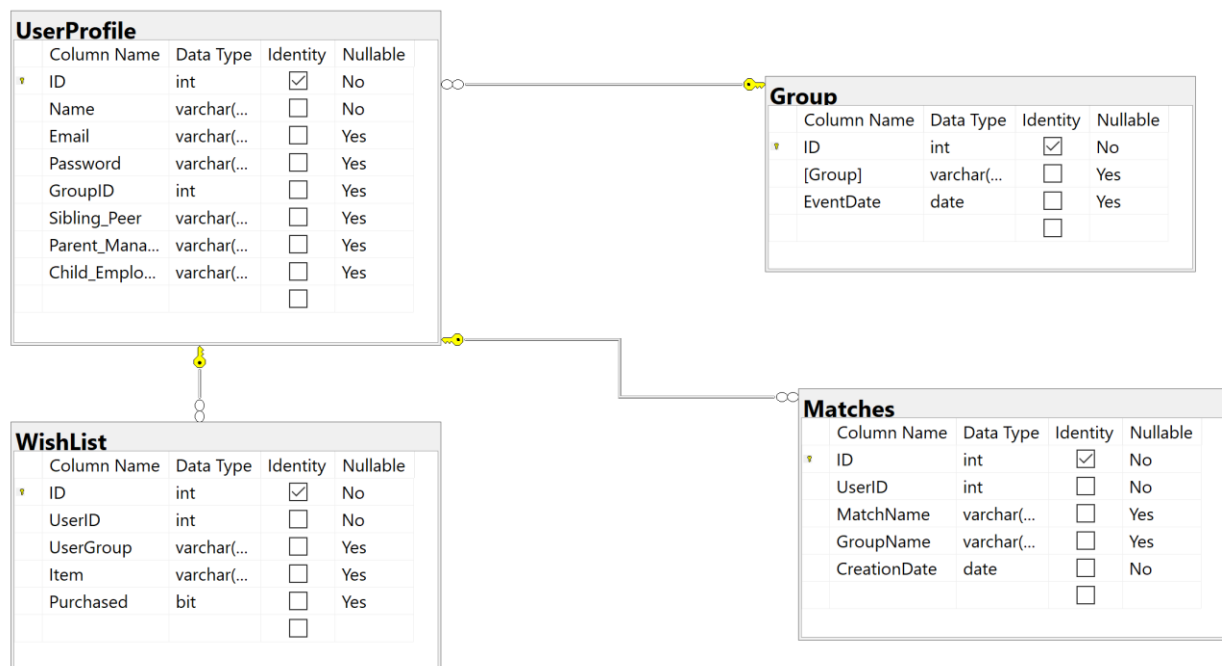 UserProfile
Column Name Data Type Identity Nullable
ID int No
Name varchar(... No
Email varchar(... Yes
Password varchar(... Yes
GroupID int Yes
Sibling_Peer varchar(... Yes
Parent_Mana... varchar(... Yes
Child_Emplo... varchar(... Yes
Group
Column Name Data Type Identity Nullable
ID int No
[Group] varchar(... Yes
EventDate date Yes
WishList
Column Name Data Type Identity Nullable
ID int No
UserID int No
UserGroup varchar(... Yes
Item varchar(... Yes
Purchased bit Yes
Matches
Column Name Data Type Identity Nullable
ID int No
UserID int No
MatchName varchar(... Yes
GroupName varchar(... Yes
CreationDate date No